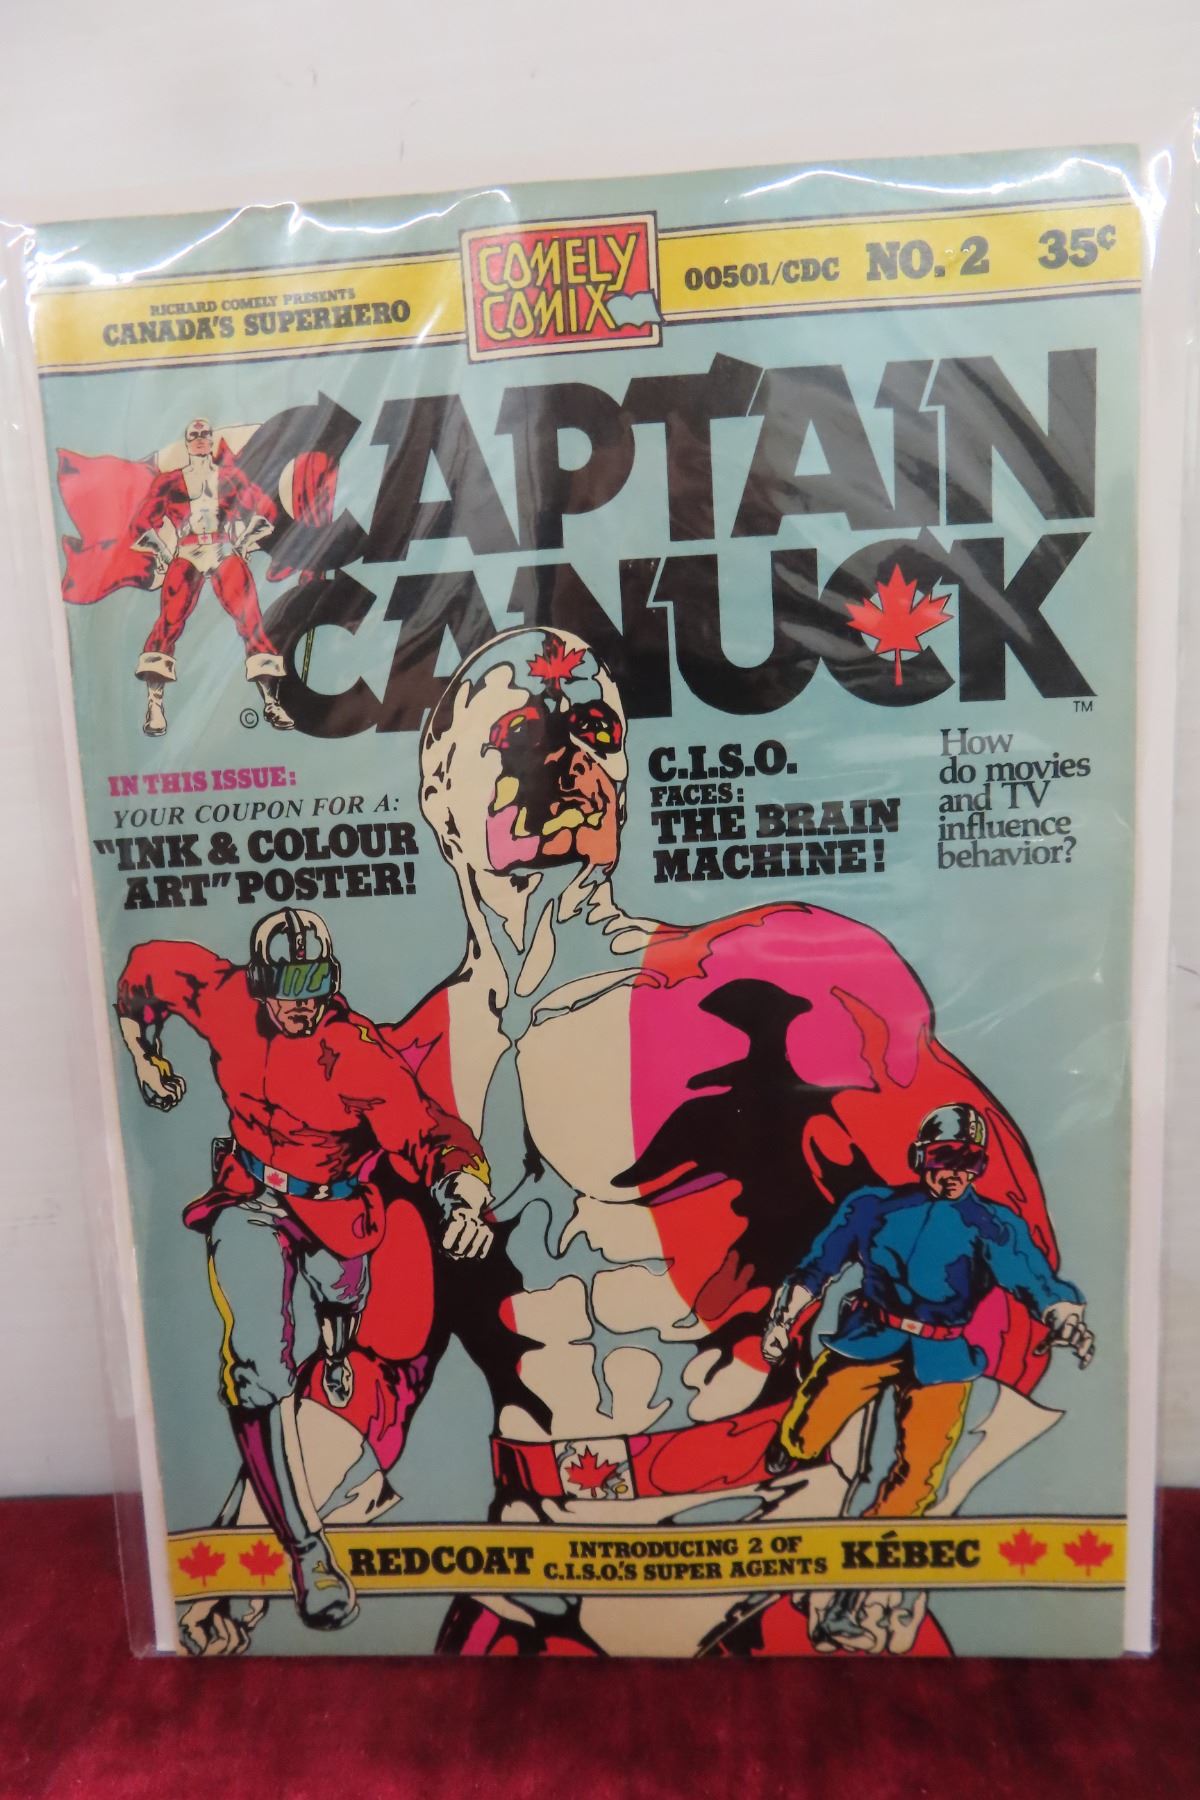 RICHARD COMELY PRESENTS
CANADA'S SUPERHERO
COMELY
COMIX
00501/CDC NO. 2 35¢
CAPTAIN
CANUCK
©
TM
IN THIS ISSUE:
YOUR COUPON FOR A:
"INK & COLOUR
ART" POSTER!
C.I.S.O.
FACES:
THE BRAIN
MACHINE!
How
do movies
and TV
influence
behavior?
REDCOAT
INTRODUCING 2 OF
C.I.S.O.'S SUPER AGENTS
KÉBEC